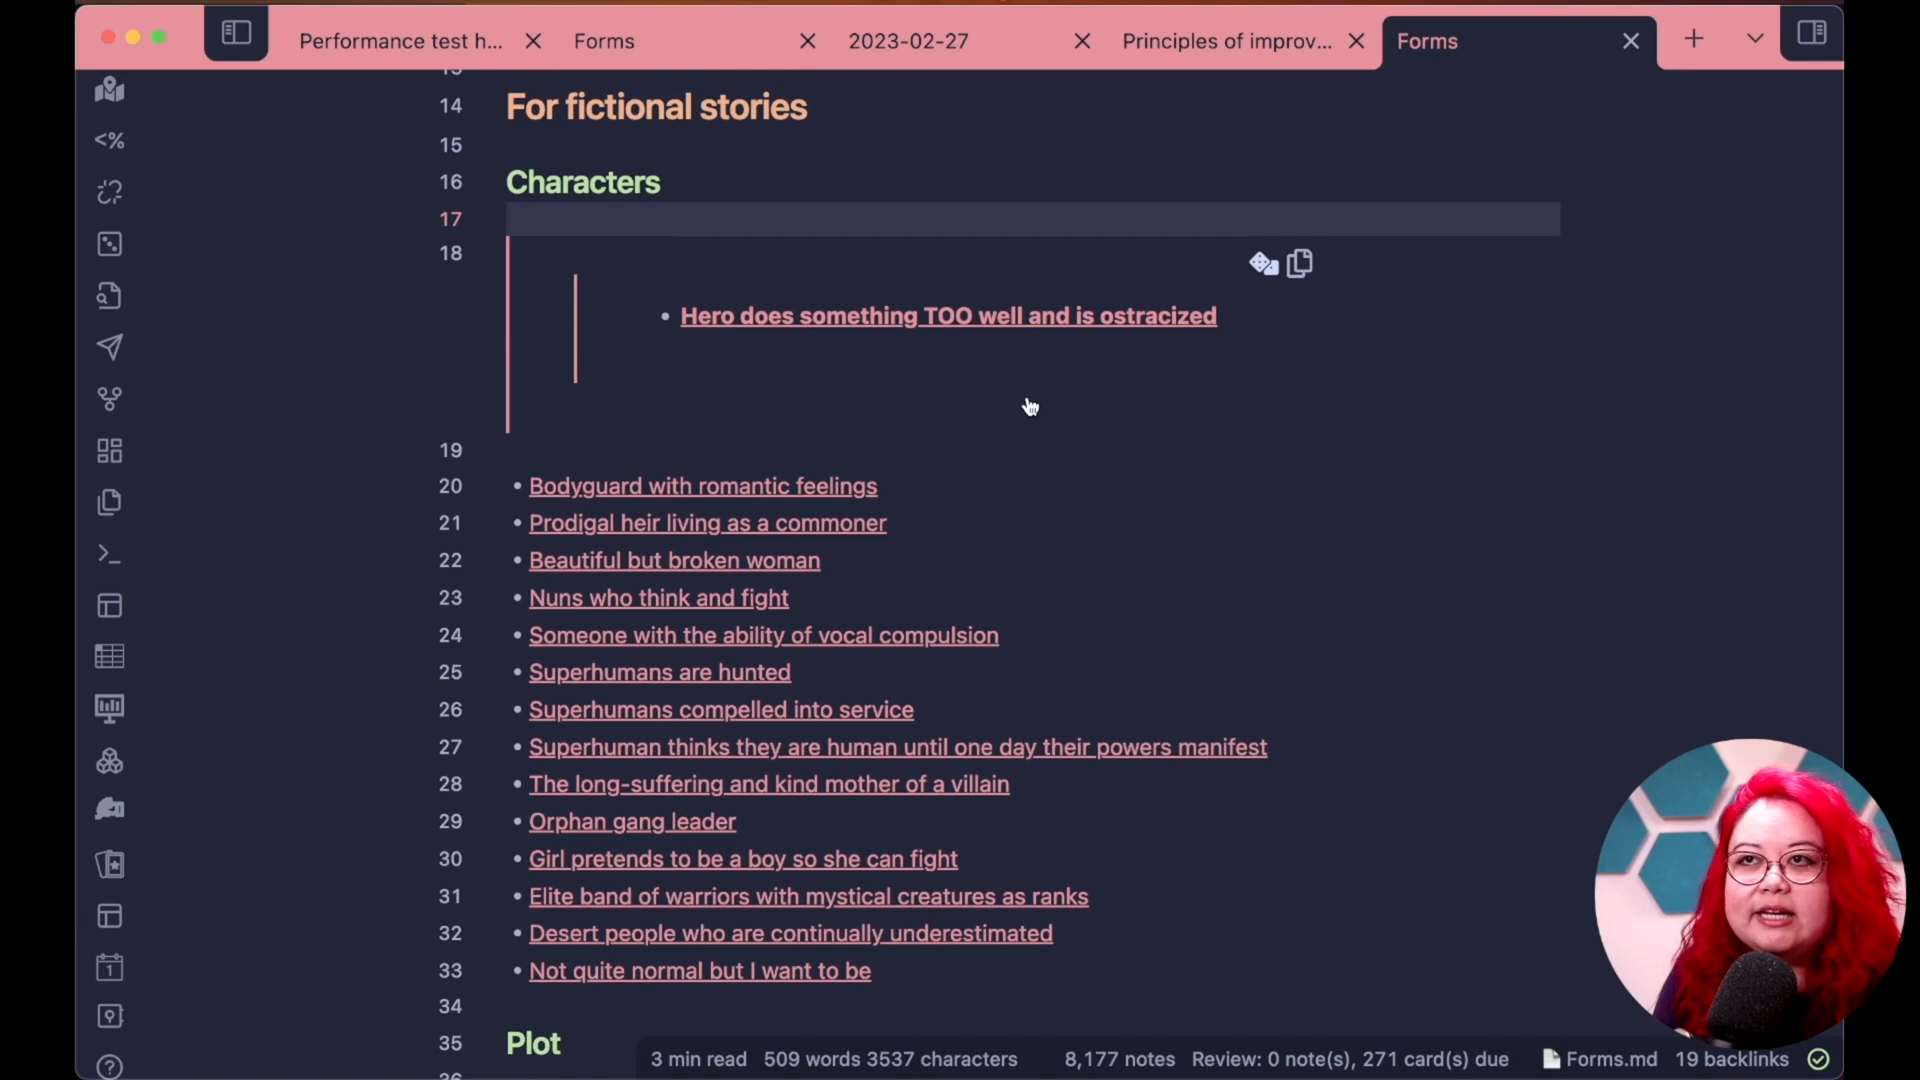 Performance test h... Forms 2023-02-27 Principles of improv... Forms
14 For fictional stories
15
16 Characters
17
18
• Hero does something TOO well and is ostracized
19
20 • Bodyguard with romantic feelings
21 • Prodigal heir living as a commoner
22 • Beautiful but broken woman
23 • Nuns who think and fight
24 • Someone with the ability of vocal compulsion
25 • Superhumans are hunted
26 • Superhumans compelled into service
27 • Superhuman thinks they are human until one day their powers manifest
28 • The long-suffering and kind mother of a villain
29 • Orphan gang leader
30 • Girl pretends to be a boy so she can fight
31 • Elite band of warriors with mystical creatures as ranks
32 • Desert people who are continually underestimated
33 • Not quite normal but I want to be
34
35 Plot
3 min read 509 words 3537 characters 8,177 notes Review: 0 note(s), 271 card(s) due Forms.md 19 backlinks